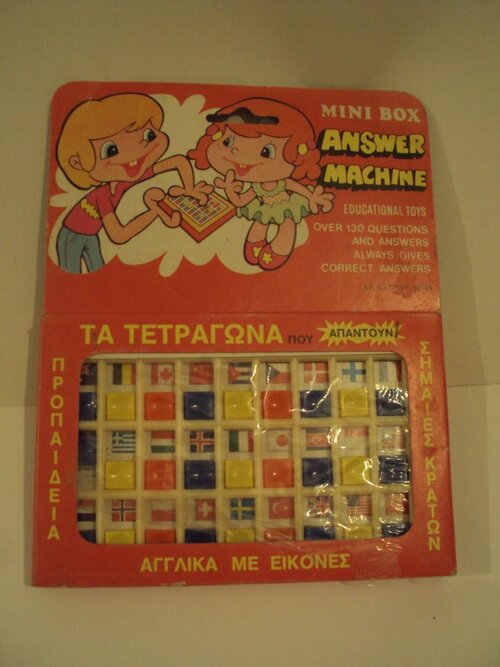 MINI BOX
ANSWER
MACHINE
EDUCATIONAL TOYS
OVER 130 QUESTIONS
AND ANSWERS
ALWAYS GIVES
CORRECT ANSWERS
ΤΑ ΤΕΤΡΑΓΩΝΑ ΠΟΥ ΑΠΑΝΤΟΥΝ!
ΠΡΟΠΑΙΔΕΙΑ
ΣΗΜΑΙΕΣ ΚΡΑΤΩΝ
ΑΓΓΛΙΚΑ ΜΕ ΕΙΚΟΝΕΣ